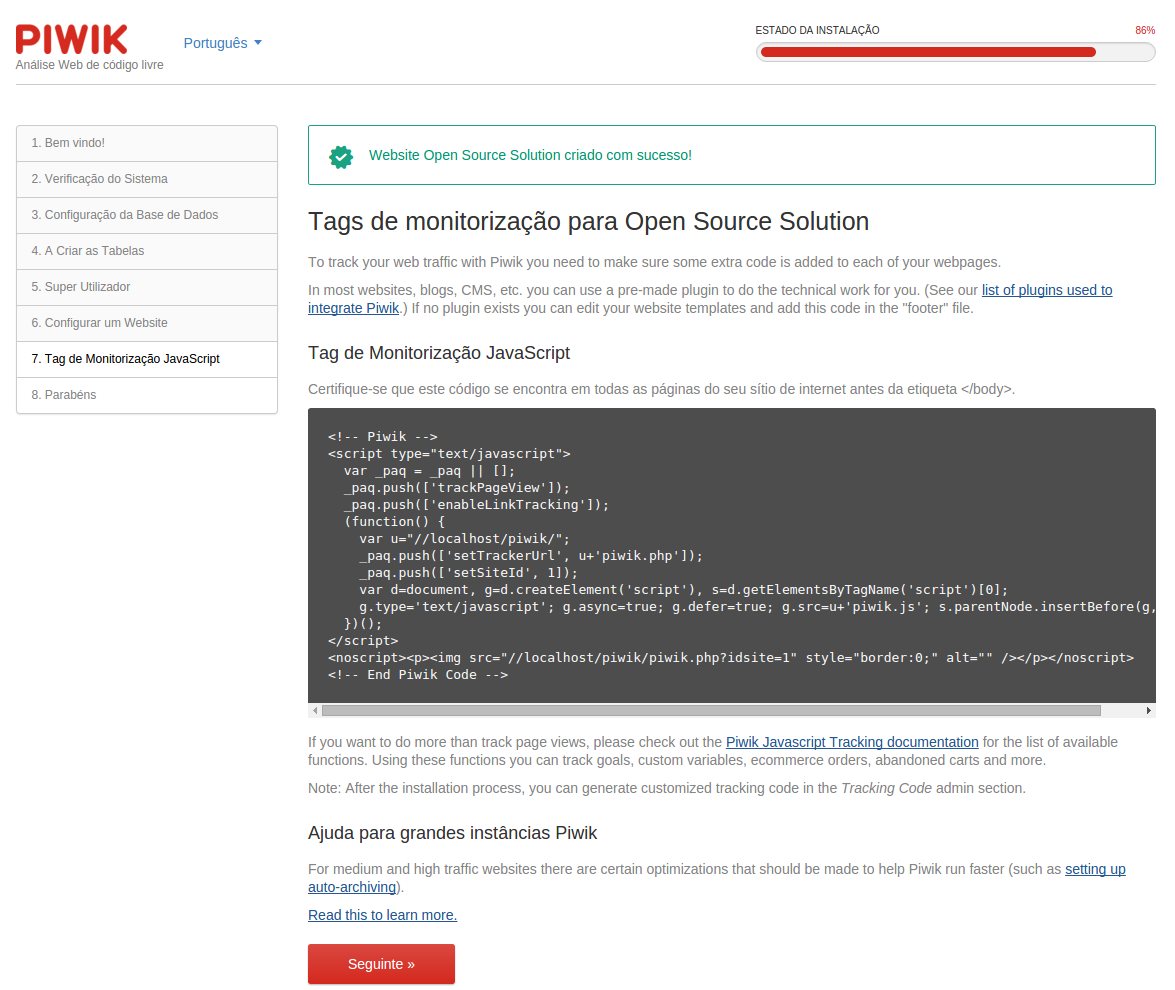 PIWIK
Análise Web de código livre
Português
ESTADO DA INSTALAÇÃO
86%
1. Bem vindo!
2. Verificação do Sistema
3. Configuração da Base de Dados
4. A Criar as Tabelas
5. Super Utilizador
6. Configurar um Website
7. Tag de Monitorização JavaScript
8. Parabéns
Website Open Source Solution criado com sucesso!
Tags de monitorização para Open Source Solution
To track your web traffic with Piwik you need to make sure some extra code is added to each of your webpages.
In most websites, blogs, CMS, etc. you can use a pre-made plugin to do the technical work for you. (See our list of plugins used to
integrate Piwik.) If no plugin exists you can edit your website templates and add this code in the "footer" file.
Tag de Monitorização JavaScript
Certifique-se que este código se encontra em todas as páginas do seu sítio de internet antes da etiqueta </body>.
<!-- Piwik -->
<script type="text/javascript">
  var _paq = _paq || [];
  _paq.push(['trackPageView']);
  _paq.push(['enableLinkTracking']);
  (function() {
    var u="//localhost/piwik/";
    _paq.push(['setTrackerUrl', u+'piwik.php']);
    _paq.push(['setSiteId', 1]);
    var d=document, g=d.createElement('script'), s=d.getElementsByTagName('script')[0];
    g.type='text/javascript'; g.async=true; g.defer=true; g.src=u+'piwik.js'; s.parentNode.insertBefore(g,
  })();
</script>
<noscript><p><img src="//localhost/piwik/piwik.php?idsite=1" style="border:0;" alt="" /></p></noscript>
<!-- End Piwik Code -->
If you want to do more than track page views, please check out the Piwik Javascript Tracking documentation for the list of available
functions. Using these functions you can track goals, custom variables, ecommerce orders, abandoned carts and more.
Note: After the installation process, you can generate customized tracking code in the Tracking Code admin section.
Ajuda para grandes instâncias Piwik
For medium and high traffic websites there are certain optimizations that should be made to help Piwik run faster (such as setting up
auto-archiving).
Read this to learn more.
Seguinte »